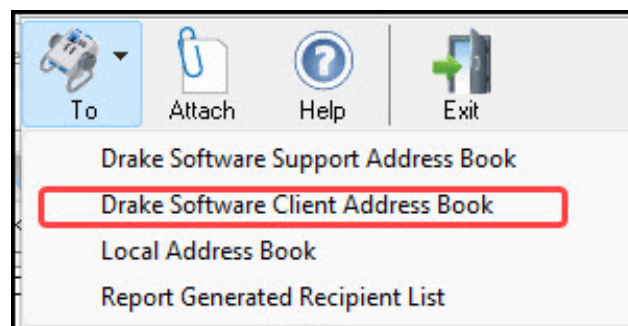 To Attach Help Exit
Drake Software Support Address Book
Drake Software Client Address Book
Local Address Book
Report Generated Recipient List